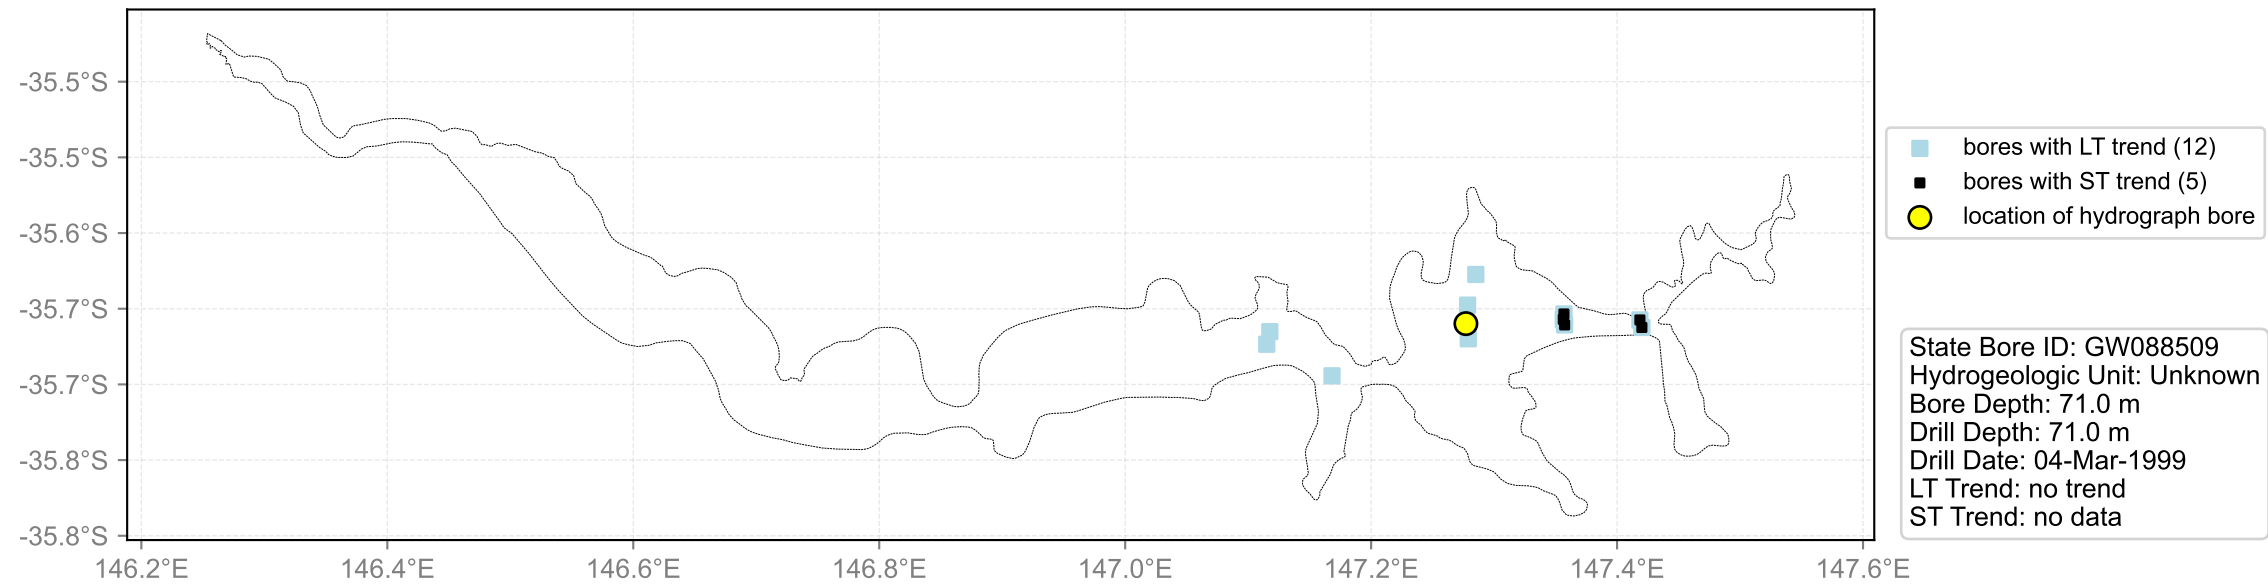 -35.5°S
-35.5°S
-35.6°S
-35.7°S
-35.7°S
-35.8°S
-35.8°S
146.2°E 146.4°E 146.6°E 146.8°E 147.0°E 147.2°E 147.4°E 147.6°E
bores with LT trend (12)
bores with ST trend (5)
location of hydrograph bore
State Bore ID: GW088509
Hydrogeologic Unit: Unknown
Bore Depth: 71.0 m
Drill Depth: 71.0 m
Drill Date: 04-Mar-1999
LT Trend: no trend
ST Trend: no data